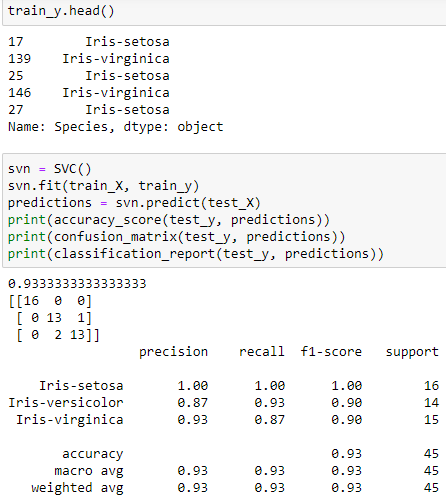 train_y.head()
17        Iris-setosa
139    Iris-virginica
25        Iris-setosa
146    Iris-virginica
27        Iris-setosa
Name: Species, dtype: object
svn = SVC()
svn.fit(train_X, train_y)
predictions = svn.predict(test_X)
print(accuracy_score(test_y, predictions))
print(confusion_matrix(test_y, predictions))
print(classification_report(test_y, predictions))
0.9333333333333333
[[16  0  0]
 [ 0 13  1]
 [ 0  2 13]]
                 precision    recall  f1-score   support
    Iris-setosa       1.00      1.00      1.00        16
Iris-versicolor       0.87      0.93      0.90        14
 Iris-virginica       0.93      0.87      0.90        15
       accuracy                           0.93        45
      macro avg       0.93      0.93      0.93        45
   weighted avg       0.93      0.93      0.93        45